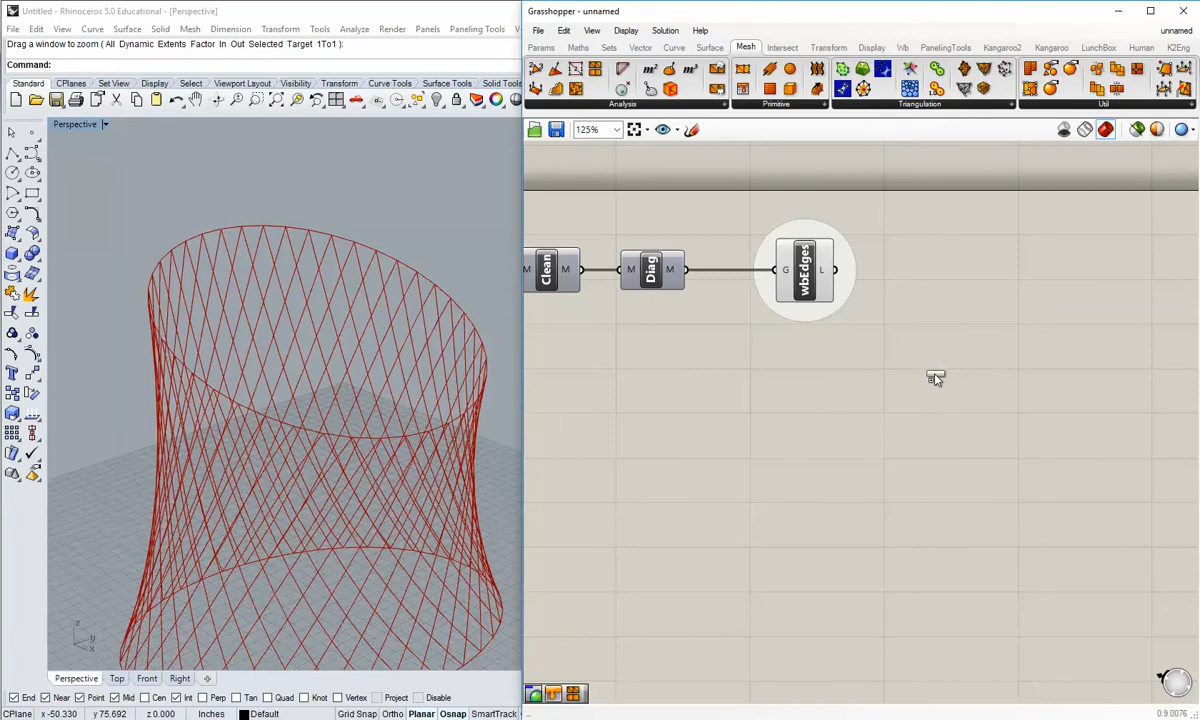 Untitled - Rhinoceros 5.0 Educational - [Perspective]
File Edit View Curve Surface Solid Mesh Dimension Transform Tools Analyze Render Panels Paneling Tools V-
Drag a window to zoom ( All Dynamic Extents Factor In Out Selected Target 1To1 ):
Command:
Standard CPlanes Set View Display Select Viewport Layout Visibility Transform Curve Tools Surface Tools Solid
Perspective
z
y
x
Perspective Top Front Right
End Near Point Mid Cen Int Perp Tan Quad Knot Vertex Project Disable
CPlane x -50.330 y 75.692 z 0.000 Inches Default Grid Snap Ortho Planar Osnap SmartTrack
Grasshopper - unnamed
File Edit View Display Solution Help unnamed
Params Maths Sets Vector Curve Surface Mesh Intersect Transform Display Wb PanelingTools Kangaroo2 Kangaroo LunchBox Human K2Eng
Analysis Primitive Triangulation Util
125%
M Clean M
M Diag M
G wbEdges L
0.9.0076